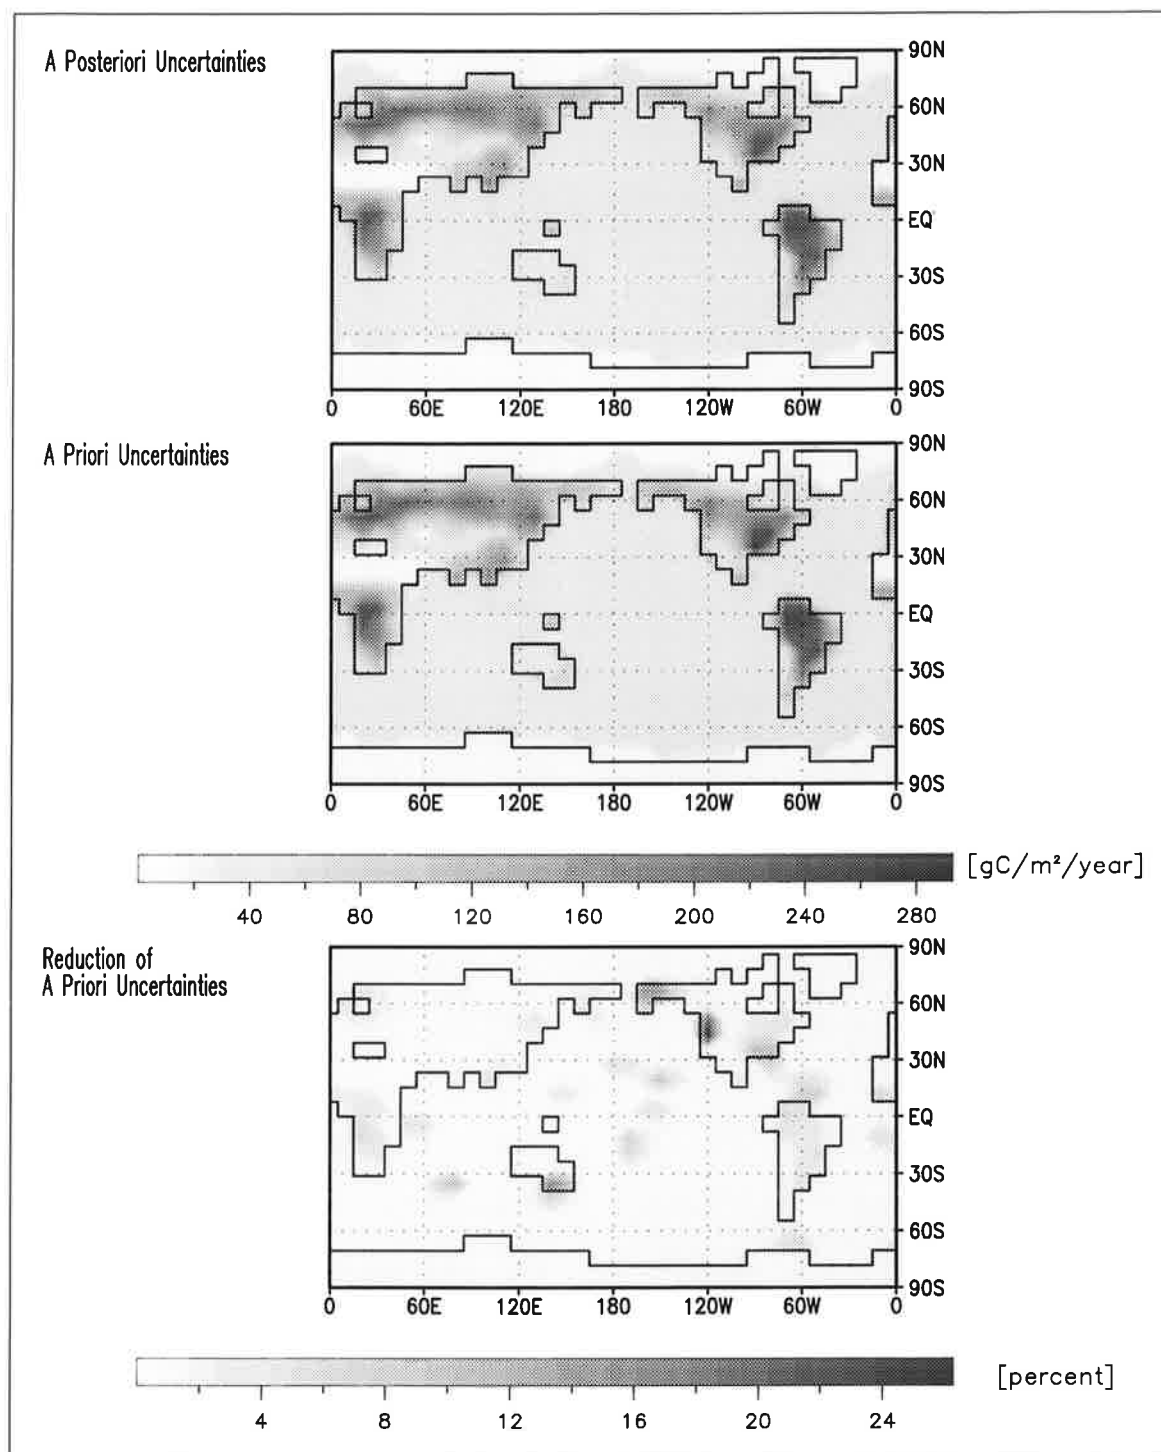 A Posteriori Uncertainties
90N
60N
30N
EQ
30S
60S
90S
0 60E 120E 180 120W 60W 0
A Priori Uncertainties
90N
60N
30N
EQ
30S
60S
90S
0 60E 120E 180 120W 60W 0
[gC/m²/year]
40 80 120 160 200 240 280
Reduction of
A Priori Uncertainties
90N
60N
30N
EQ
30S
60S
90S
0 60E 120E 180 120W 60W 0
[percent]
4 8 12 16 20 24